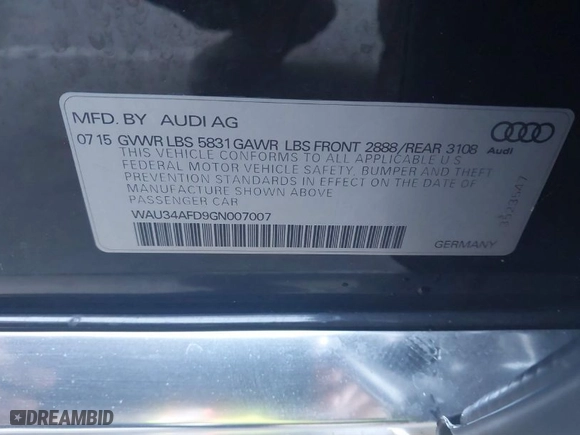 MFD. BY AUDI AG
07 15 GVWR LBS 5831 GAWR LBS FRONT 2888/REAR 3108
THIS VEHICLE CONFORMS TO ALL APPLICABLE U.S.
FEDERAL MOTOR VEHICLE SAFETY, BUMPER AND THEFT
PREVENTION STANDARDS IN EFFECT ON THE DATE OF
MANUFACTURE SHOWN ABOVE
PASSENGER CAR
WAU34AFD9GN007007
Audi
GERMANY
DREAMBID